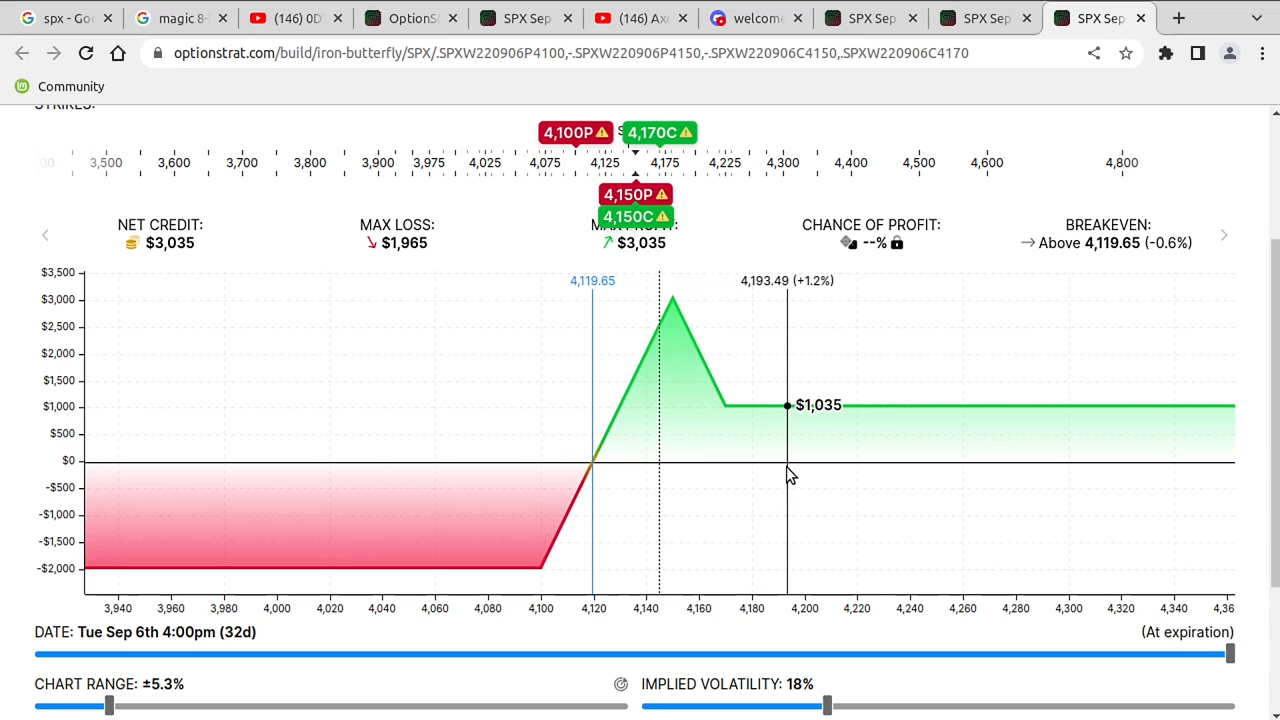 spx - Goo
magic 8-
(146) 0D
OptionS
SPX Sep
(146) Axe
welcome
SPX Sep
SPX Sep
SPX Sep
optionstrat.com/build/iron-butterfly/SPX/.SPXW220906P4100,-.SPXW220906P4150,-.SPXW220906C4150,.SPXW220906C4170
Community
STRIKES:
4,100P 4,170C
3,500 3,600 3,700 3,800 3,900 3,975 4,025 4,075 4,125 4,175 4,225 4,300 4,400 4,500 4,600 4,800
4,150P
4,150C
NET CREDIT: MAX LOSS: MAX PROFIT: CHANCE OF PROFIT: BREAKEVEN:
$3,035 $1,965 $3,035 --% Above 4,119.65 (-0.6%)
4,119.65 4,193.49 (+1.2%)
$3,500
$3,000
$2,500
$2,000
$1,500
$1,000
$500
$0
-$500
-$1,000
-$1,500
-$2,000
$1,035
3,940 3,960 3,980 4,000 4,020 4,040 4,060 4,080 4,100 4,120 4,140 4,160 4,180 4,200 4,220 4,240 4,260 4,280 4,300 4,320 4,340 4,36
DATE: Tue Sep 6th 4:00pm (32d) (At expiration)
CHART RANGE: ±5.3% IMPLIED VOLATILITY: 18%